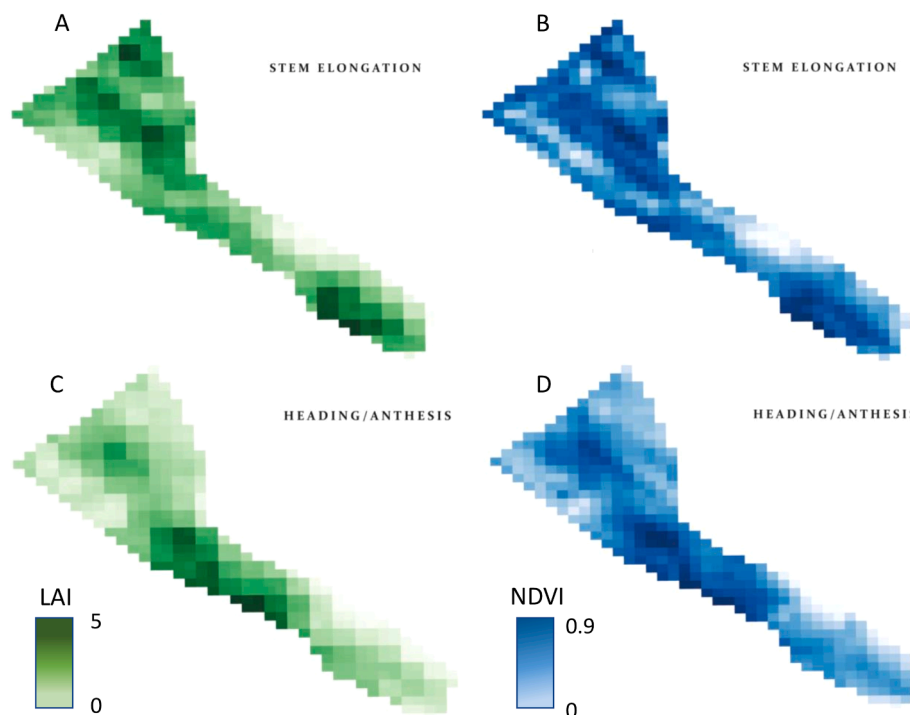 A
STEM ELONGATION
B
STEM ELONGATION
C
HEADING/ANTHESIS
D
HEADING/ANTHESIS
LAI
5
0
NDVI
0.9
0